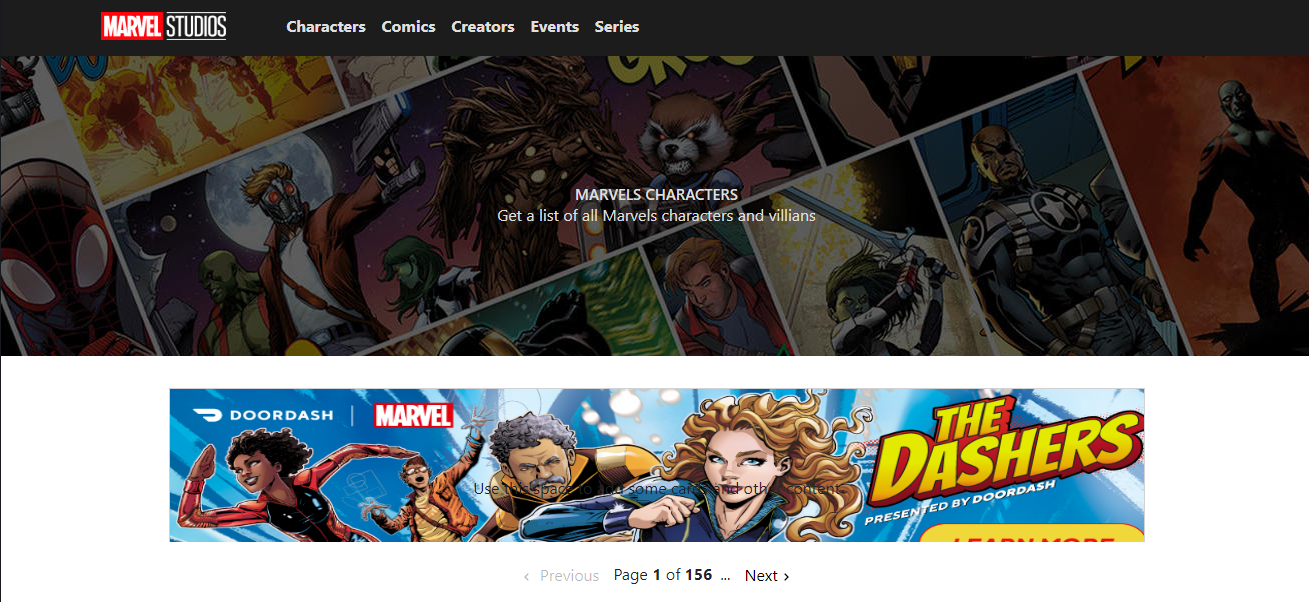 MARVEL STUDIOS Characters Comics Creators Events Series
MARVELS CHARACTERS
Get a list of all Marvels characters and villians
DOORDASH | MARVEL
THE
DASHERS
PRESENTED BY DOORDASH
Use this space to add some cards and other content
LEARN MORE
‹ Previous Page 1 of 156 ... Next ›